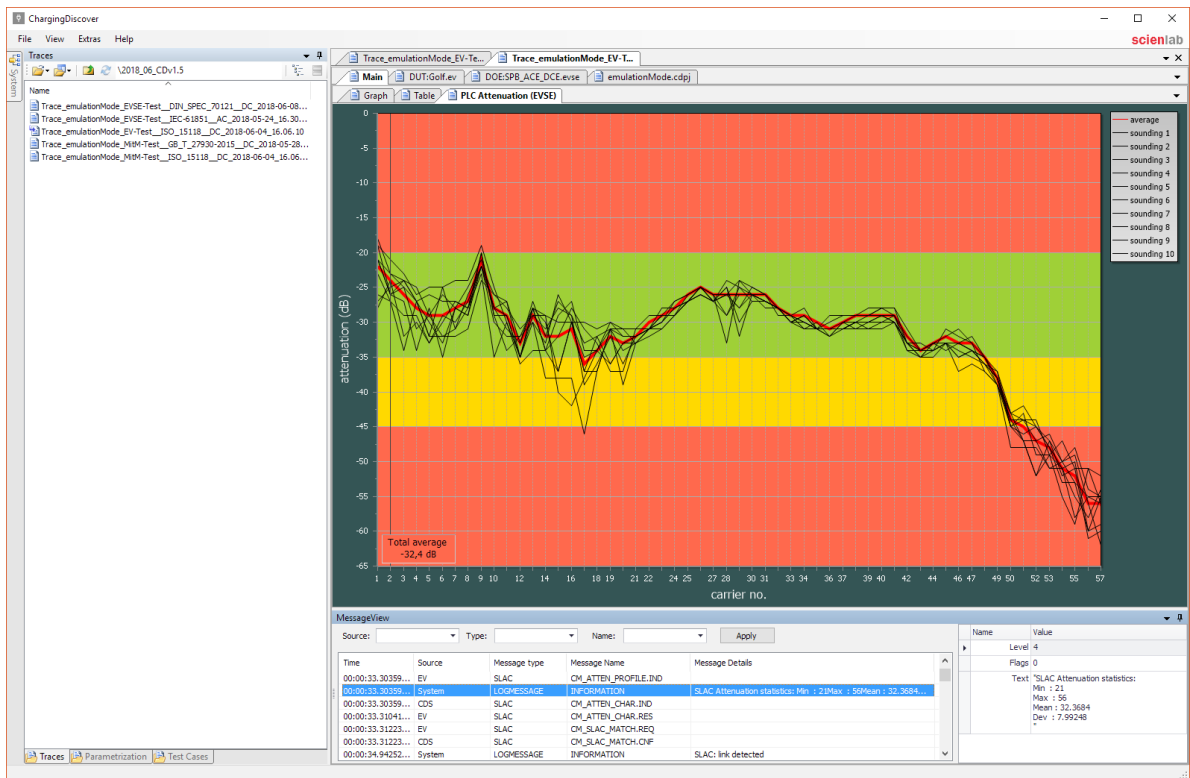 ChargingDiscover
File View Extras Help
scienlab
System
Traces
\2018_06_CDv1.5
Name
Trace_emulationMode_EVSE-Test__DIN_SPEC_70121__DC_2018-06-08...
Trace_emulationMode_EVSE-Test__IEC-61851__AC_2018-05-24_16.30...
Trace_emulationMode_EV-Test__ISO_15118__DC_2018-06-04_16.06.10
Trace_emulationMode_MitM-Test__GB_T_27930-2015__DC_2018-05-28...
Trace_emulationMode_MitM-Test__ISO_15118__DC_2018-06-04_16.06...
Traces Parametrization Test Cases
Trace_emulationMode_EV-Te... Trace_emulationMode_EV-T...
Main DUT:Golf.ev DOE:SPB_ACE_DCE.evse emulationMode.cdpj
Graph Table PLC Attenuation (EVSE)
0
-5
-10
-15
-20
-25
-30
-35
-40
-45
-50
-55
-60
-65
attenuation (dB)
Total average
-32,4 dB
1 2 3 4 5 6 7 8 9 10 12 14 16 18 19 21 22 24 25 27 28 30 31 33 34 36 37 39 40 42 44 46 47 49 50 52 53 55 57
carrier no.
average
sounding 1
sounding 2
sounding 3
sounding 4
sounding 5
sounding 6
sounding 7
sounding 8
sounding 9
sounding 10
MessageView
Source: Type: Name: Apply
Time Source Message type Message Name Message Details
00:00:33.30359... EV SLAC CM_ATTEN_PROFILE.IND
00:00:33.30359... System LOGMESSAGE INFORMATION SLAC Attenuation statistics: Min : 21Max : 56Mean : 32.3684...
00:00:33.30359... CDS SLAC CM_ATTEN_CHAR.IND
00:00:33.31041... EV SLAC CM_ATTEN_CHAR.RES
00:00:33.31223... EV SLAC CM_SLAC_MATCH.REQ
00:00:33.31223... CDS SLAC CM_SLAC_MATCH.CNF
00:00:34.94252... System LOGMESSAGE INFORMATION SLAC: link detected
Name Value
Level 4
Flags 0
Text "SLAC Attenuation statistics:
Min : 21
Max : 56
Mean : 32.3684
Dev : 7.99248
"